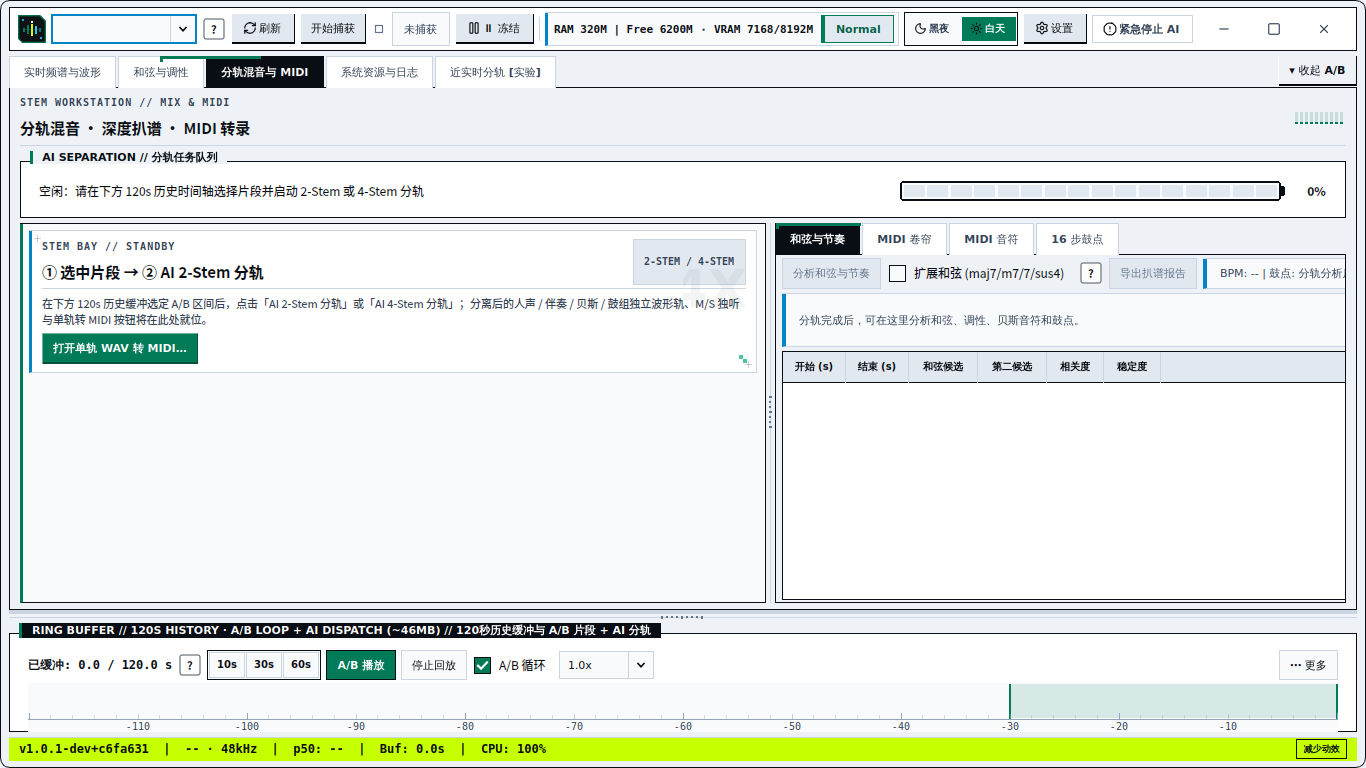 ? 刷新 开始捕获 未捕获 冻结 RAM 320M | Free 6200M · VRAM 7168/8192M Normal 黑夜 白天 设置 紧急停止 AI
实时频谱与波形 和弦与调性 分轨混音与 MIDI 系统资源与日志 近实时分轨 [实验] ▾ 收起 A/B
STEM WORKSTATION // MIX & MIDI
分轨混音 · 深度扒谱 · MIDI 转录
AI SEPARATION // 分轨任务队列
空闲：请在下方 120s 历史时间轴选择片段并启动 2-Stem 或 4-Stem 分轨 0%
STEM BAY // STANDBY
① 选中片段 → ② AI 2-Stem 分轨
2-STEM / 4-STEM
4X
在下方 120s 历史缓冲选定 A/B 区间后，点击「AI 2-Stem 分轨」或「AI 4-Stem 分轨」；分离后的人声 / 伴奏 / 贝斯 / 鼓组独立波形轨、M/S 独听
与单轨转 MIDI 按钮将在此处就位。
打开单轨 WAV 转 MIDI...
和弦与节奏 MIDI 卷帘 MIDI 音符 16 步鼓点
分析和弦与节奏 扩展和弦 (maj7/m7/7/sus4) ? 导出扒谱报告 BPM: -- | 鼓点: 分轨分析
分轨完成后，可在这里分析和弦、调性、贝斯音符和鼓点。
开始 (s) 结束 (s) 和弦候选 第二候选 相关度 稳定度
RING BUFFER // 120S HISTORY · A/B LOOP + AI DISPATCH (~46MB) // 120秒历史缓冲与 A/B 片段 + AI 分轨
已缓冲: 0.0 / 120.0 s ? 10s 30s 60s A/B 播放 停止回放 A/B 循环 1.0x ··· 更多
-110 -100 -90 -80 -70 -60 -50 -40 -30 -20 -10
v1.0.1-dev+c6fa631 | -- · 48kHz | p50: -- | Buf: 0.0s | CPU: 100% 减少动效